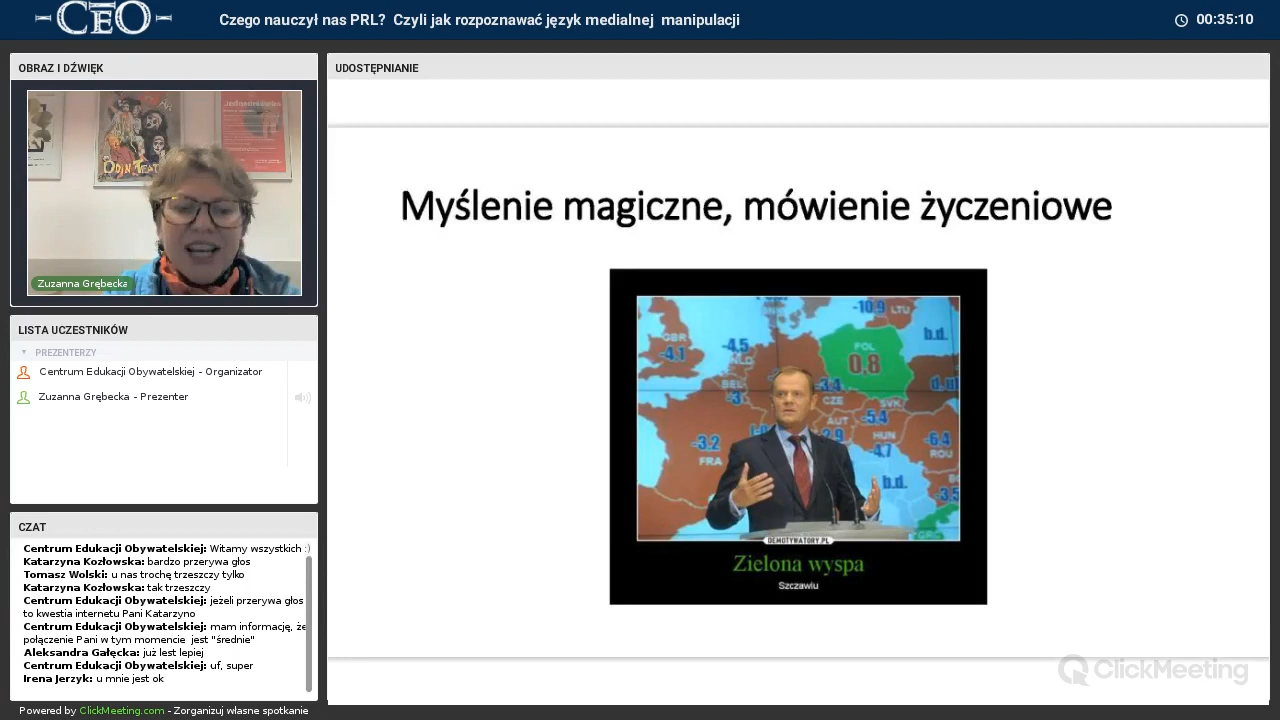 CEO
Czego nauczył nas PRL? Czyli jak rozpoznawać język medialnej manipulacji
00:35:10
OBRAZ I DŹWIĘK
UDOSTĘPNIANIE
Zuzanna Grębecka
LISTA UCZESTNIKÓW
PREZENTERZY
Centrum Edukacji Obywatelskiej - Organizator
Zuzanna Grębecka - Prezenter
CZAT
Centrum Edukacji Obywatelskiej: Witamy wszystkich :)
Katarzyna Kozłowska: bardzo przerywa głos
Tomasz Wolski: u nas trochę trzeszczy tylko
Katarzyna Kozłowska: tak trzeszczy
Centrum Edukacji Obywatelskiej: jeżeli przerywa głos
to kwestia internetu Pani Katarzyno
Centrum Edukacji Obywatelskiej: mam informację, że
połączenie Pani w tym momencie jest "średnie"
Aleksandra Gałęcka: już lest lepiej
Centrum Edukacji Obywatelskiej: uf, super
Irena Jerzyk: u mnie jest ok
Powered by ClickMeeting.com - Zorganizuj własne spotkanie
Myślenie magiczne, mówienie życzeniowe
-10.9
LTU
GBR
-4.1
-4.5
b.d.
POL
0,8
BEL
-3
-3.4
CZE
SVK
-5.4
AUT
-2.9
HUN
-4.7
-6.4
ROU
-3.2
FRA
b.d.
-3.5
DEMOTYWATORY.PL
Zielona wyspa
Szczawiu
ClickMeeting